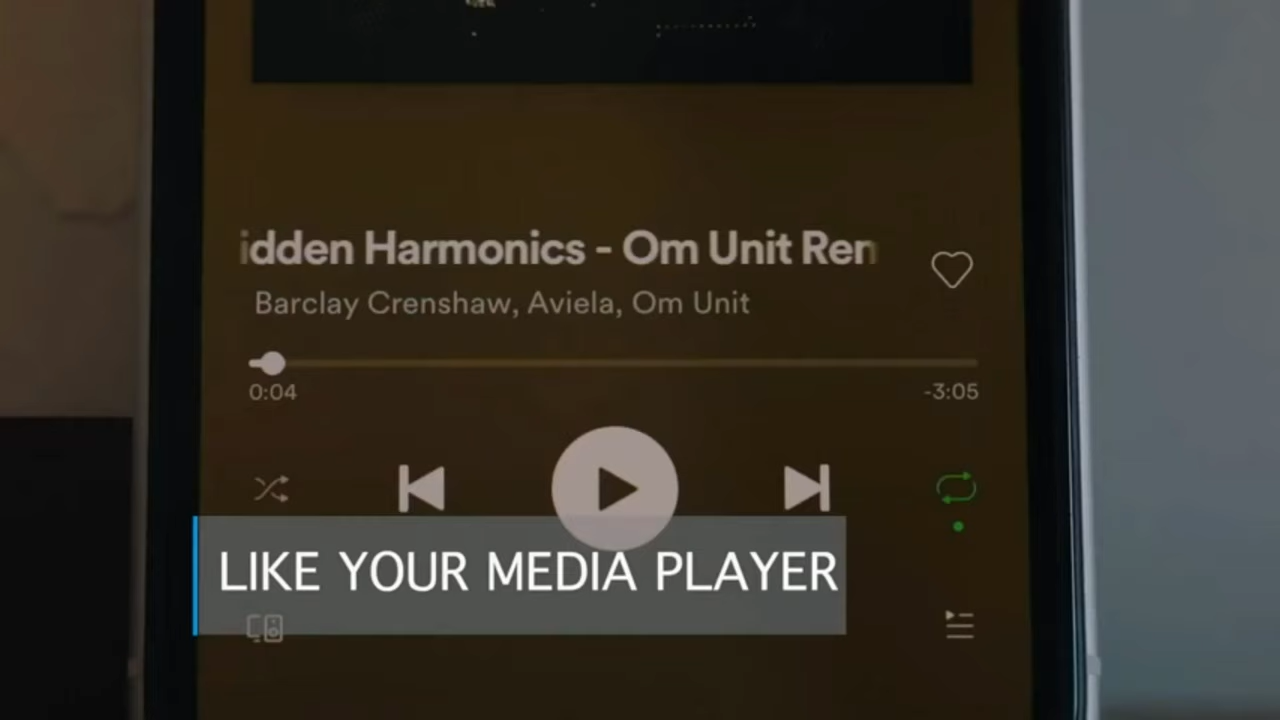 idden Harmonics - Om Unit Ren
Barclay Crenshaw, Aviela, Om Unit
0:04
-3:05
LIKE YOUR MEDIA PLAYER